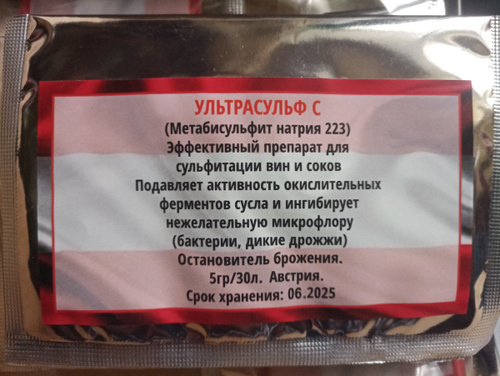 УЛЬТРАСУЛЬФ С
(Метабисульфит натрия 223)
Эффективный препарат для
сульфитации вин и соков
Подавляет активность окислительных
ферментов сусла и ингибирует
нежелательную микрофлору
(бактерии, дикие дрожжи)
Остановитель брожения.
5гр/30л. Австрия.
Срок хранения: 06.2025